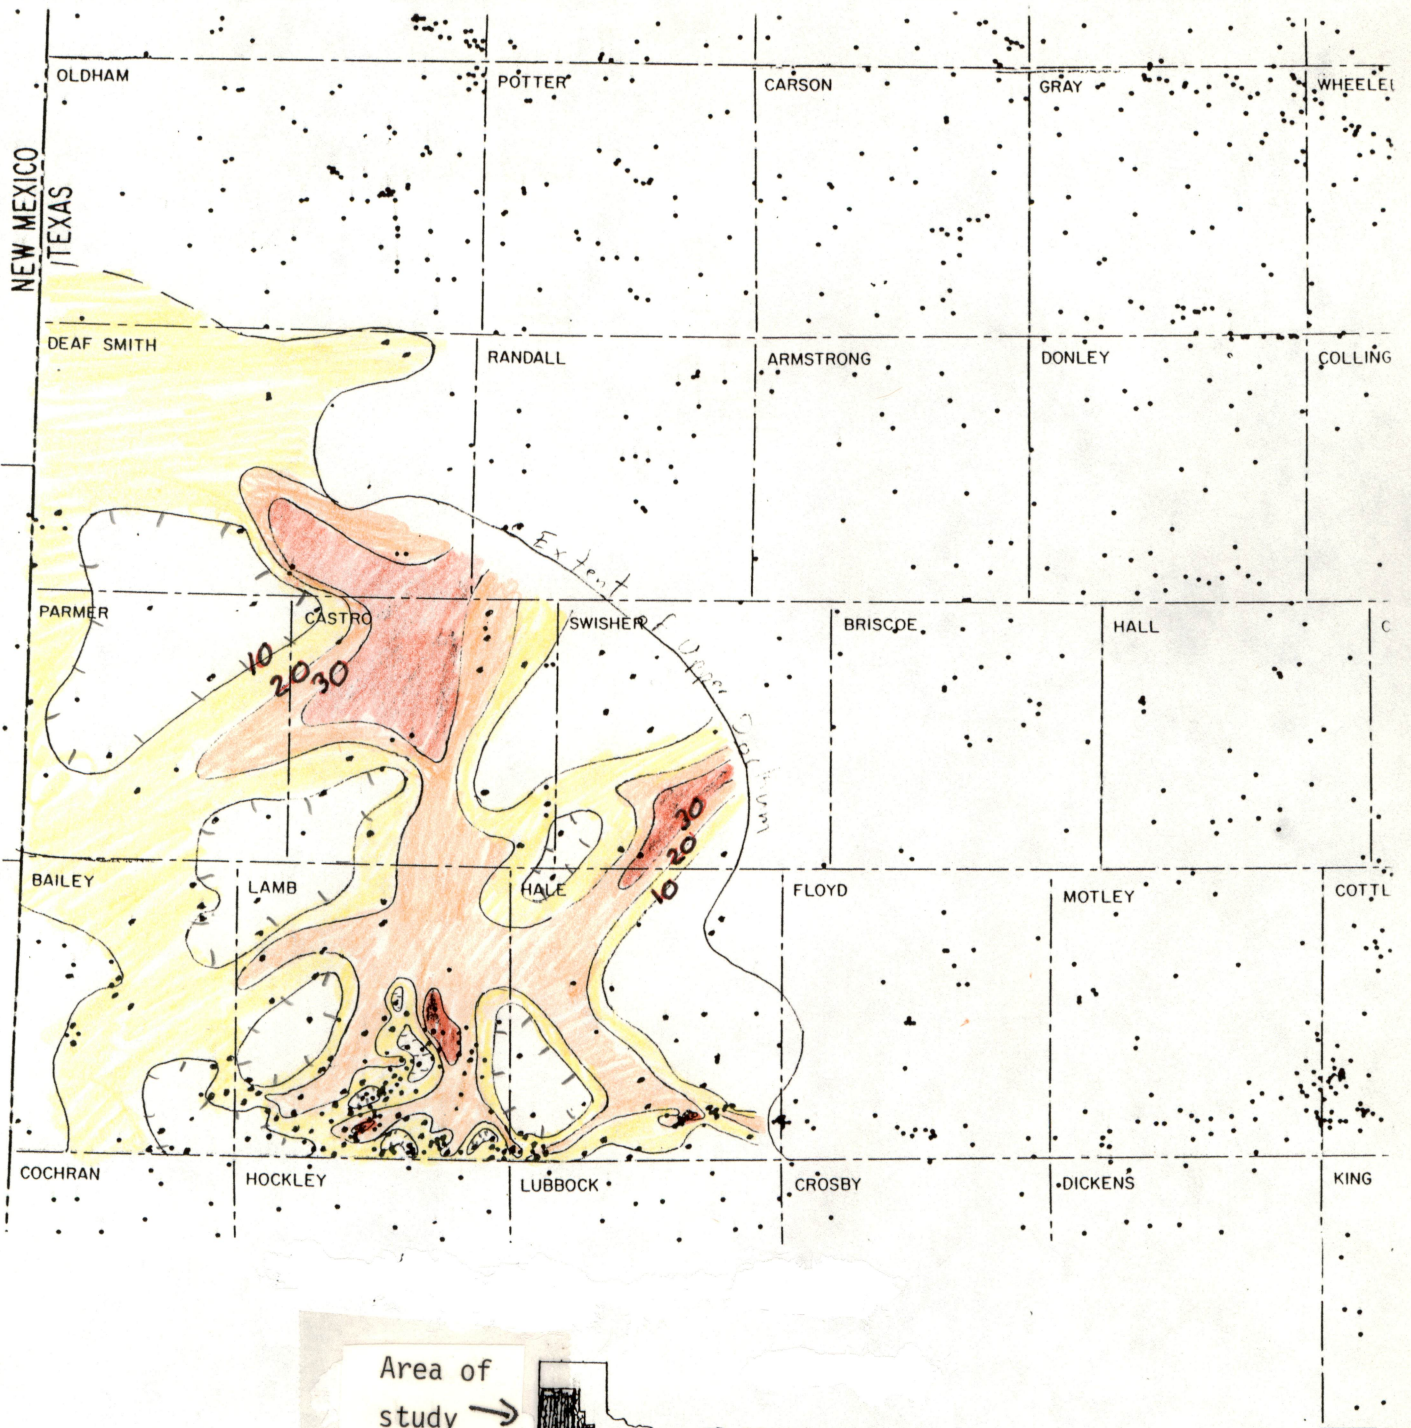 OLDHAM
POTTER
CARSON
GRAY
WHEELE
NEW MEXICO
TEXAS
DEAF SMITH
RANDALL
ARMSTRONG
DONLEY
COLLING
Extent of Upper
PARMER
CASTRO
SWISHER
BRISCOE
HALL
C
10
20
30
30
20
10
BAILEY
LAMB
HALE
FLOYD
MOTLEY
COTTL
COCHRAN
HOCKLEY
LUBBOCK
CROSBY
DICKENS
KING
Area of
study